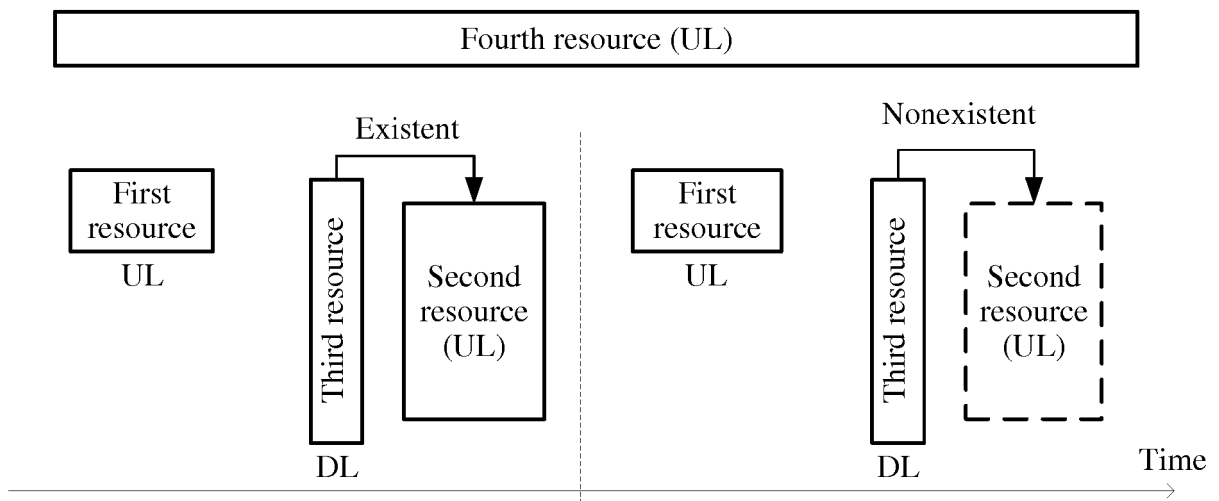 Fourth resource (UL)
Existent
First
resource
UL
Third resource
DL
Second
resource
(UL)
Nonexistent
First
resource
UL
Third resource
DL
Second
resource
(UL)
Time